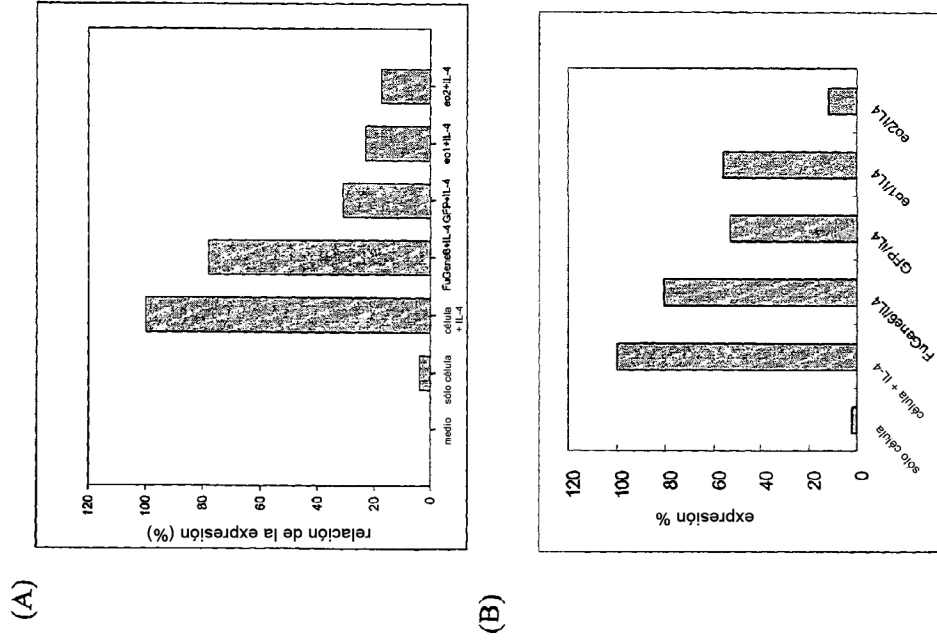 (A)
relación de la expresión (%)
120
100
80
60
40
20
0
medio
sólo célula
célula
+ IL-4
FuGene6+IL-4
GFP+IL-4
eo1+IL-4
eo2+IL-4
(B)
expresión %
120
100
80
60
40
20
0
sólo célula
célula + IL-4
FuGene6/IL4
GFP/IL4
eo1/IL4
eo2/IL4